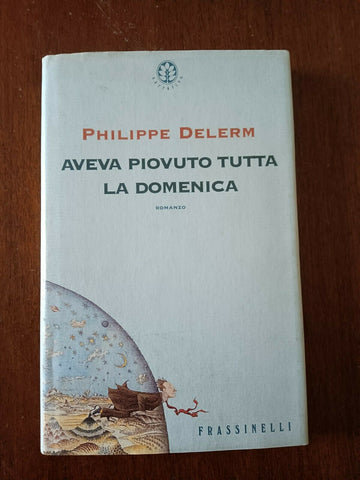 PHILIPPE DELERM
AVEVA PIOVUTO TUTTA
LA DOMENICA
ROMANZO
FRASSINELLI